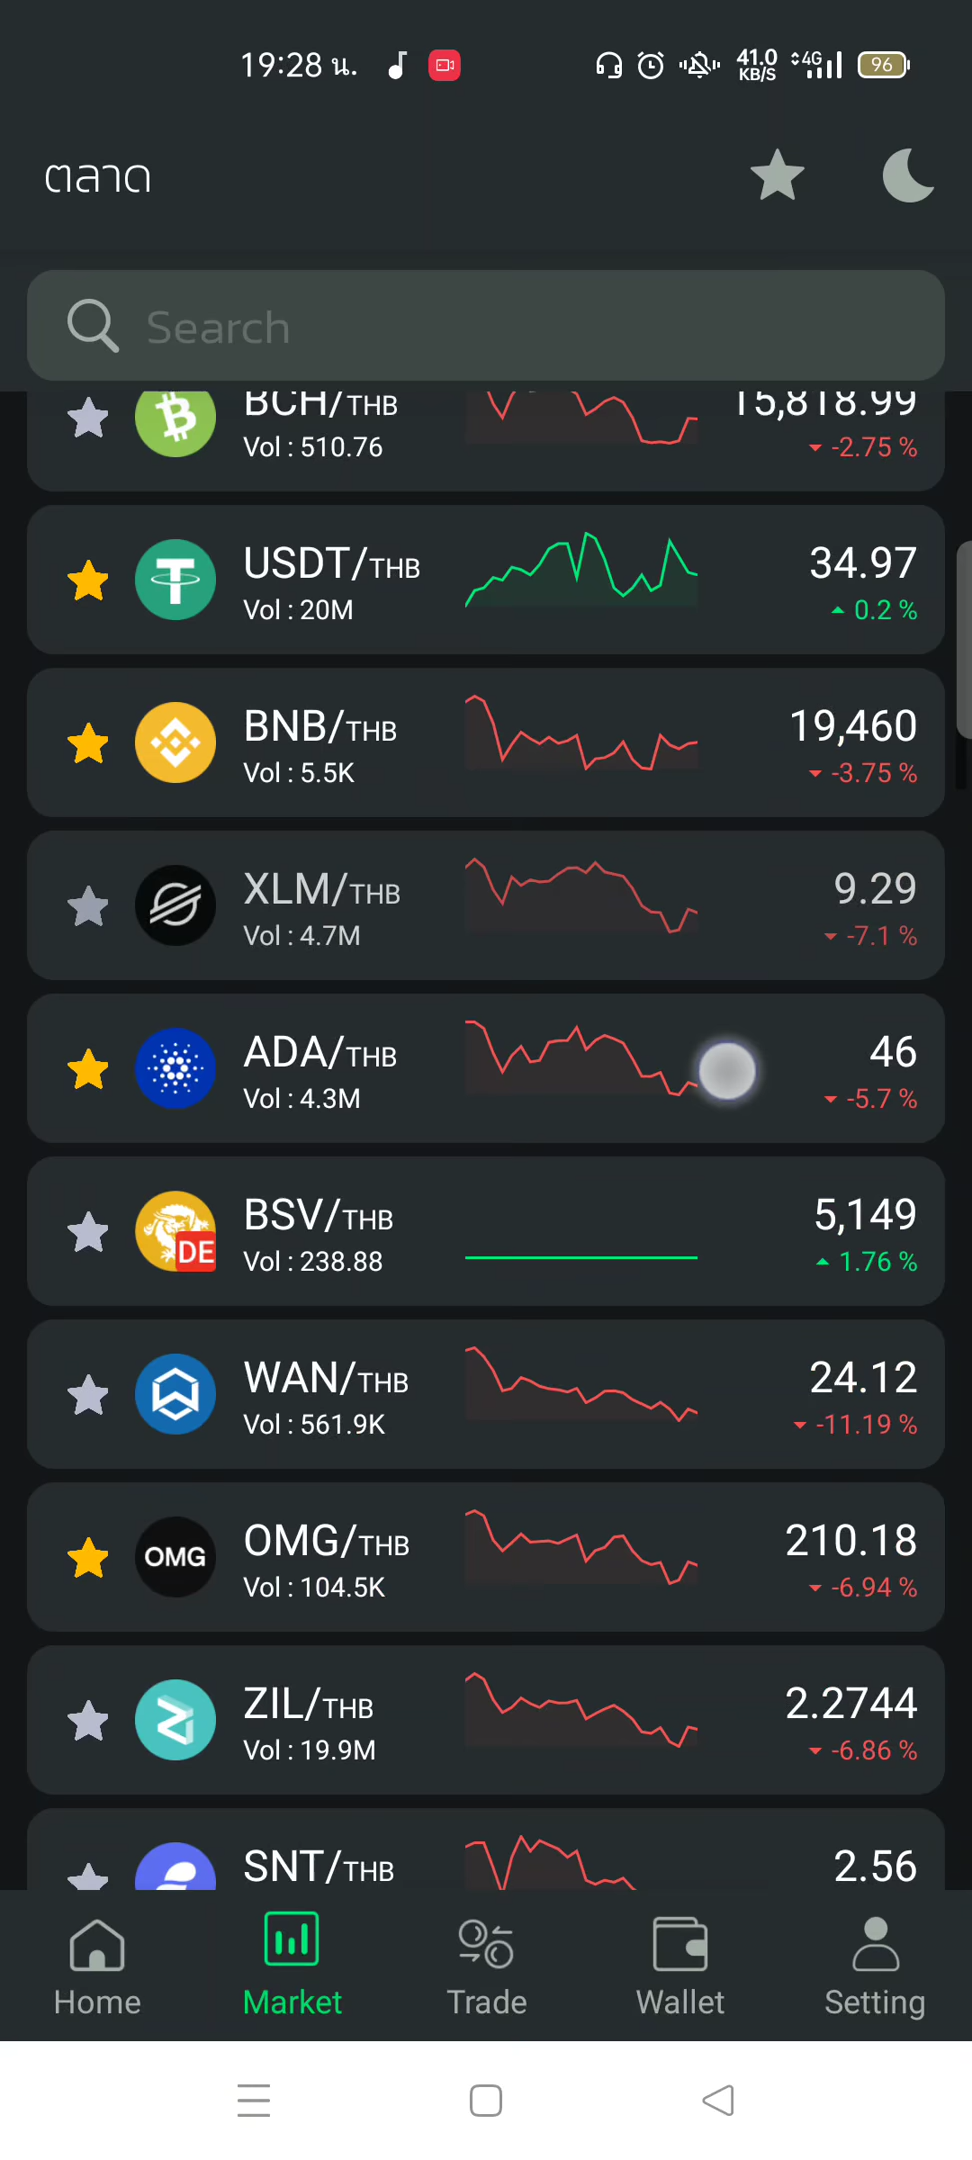 19:28 น.
41.0
KB/S
4G
96
ตลาด
Search
BCH/THB
15,818.99
Vol : 510.76
-2.75 %
USDT/THB
34.97
Vol : 20M
0.2 %
BNB/THB
19,460
Vol : 5.5K
-3.75 %
XLM/THB
9.29
Vol : 4.7M
-7.1 %
ADA/THB
46
Vol : 4.3M
-5.7 %
DE
BSV/THB
5,149
Vol : 238.88
1.76 %
WAN/THB
24.12
Vol : 561.9K
-11.19 %
OMG
OMG/THB
210.18
Vol : 104.5K
-6.94 %
ZIL/THB
2.2744
Vol : 19.9M
-6.86 %
SNT/THB
2.56
Home
Market
Trade
Wallet
Setting